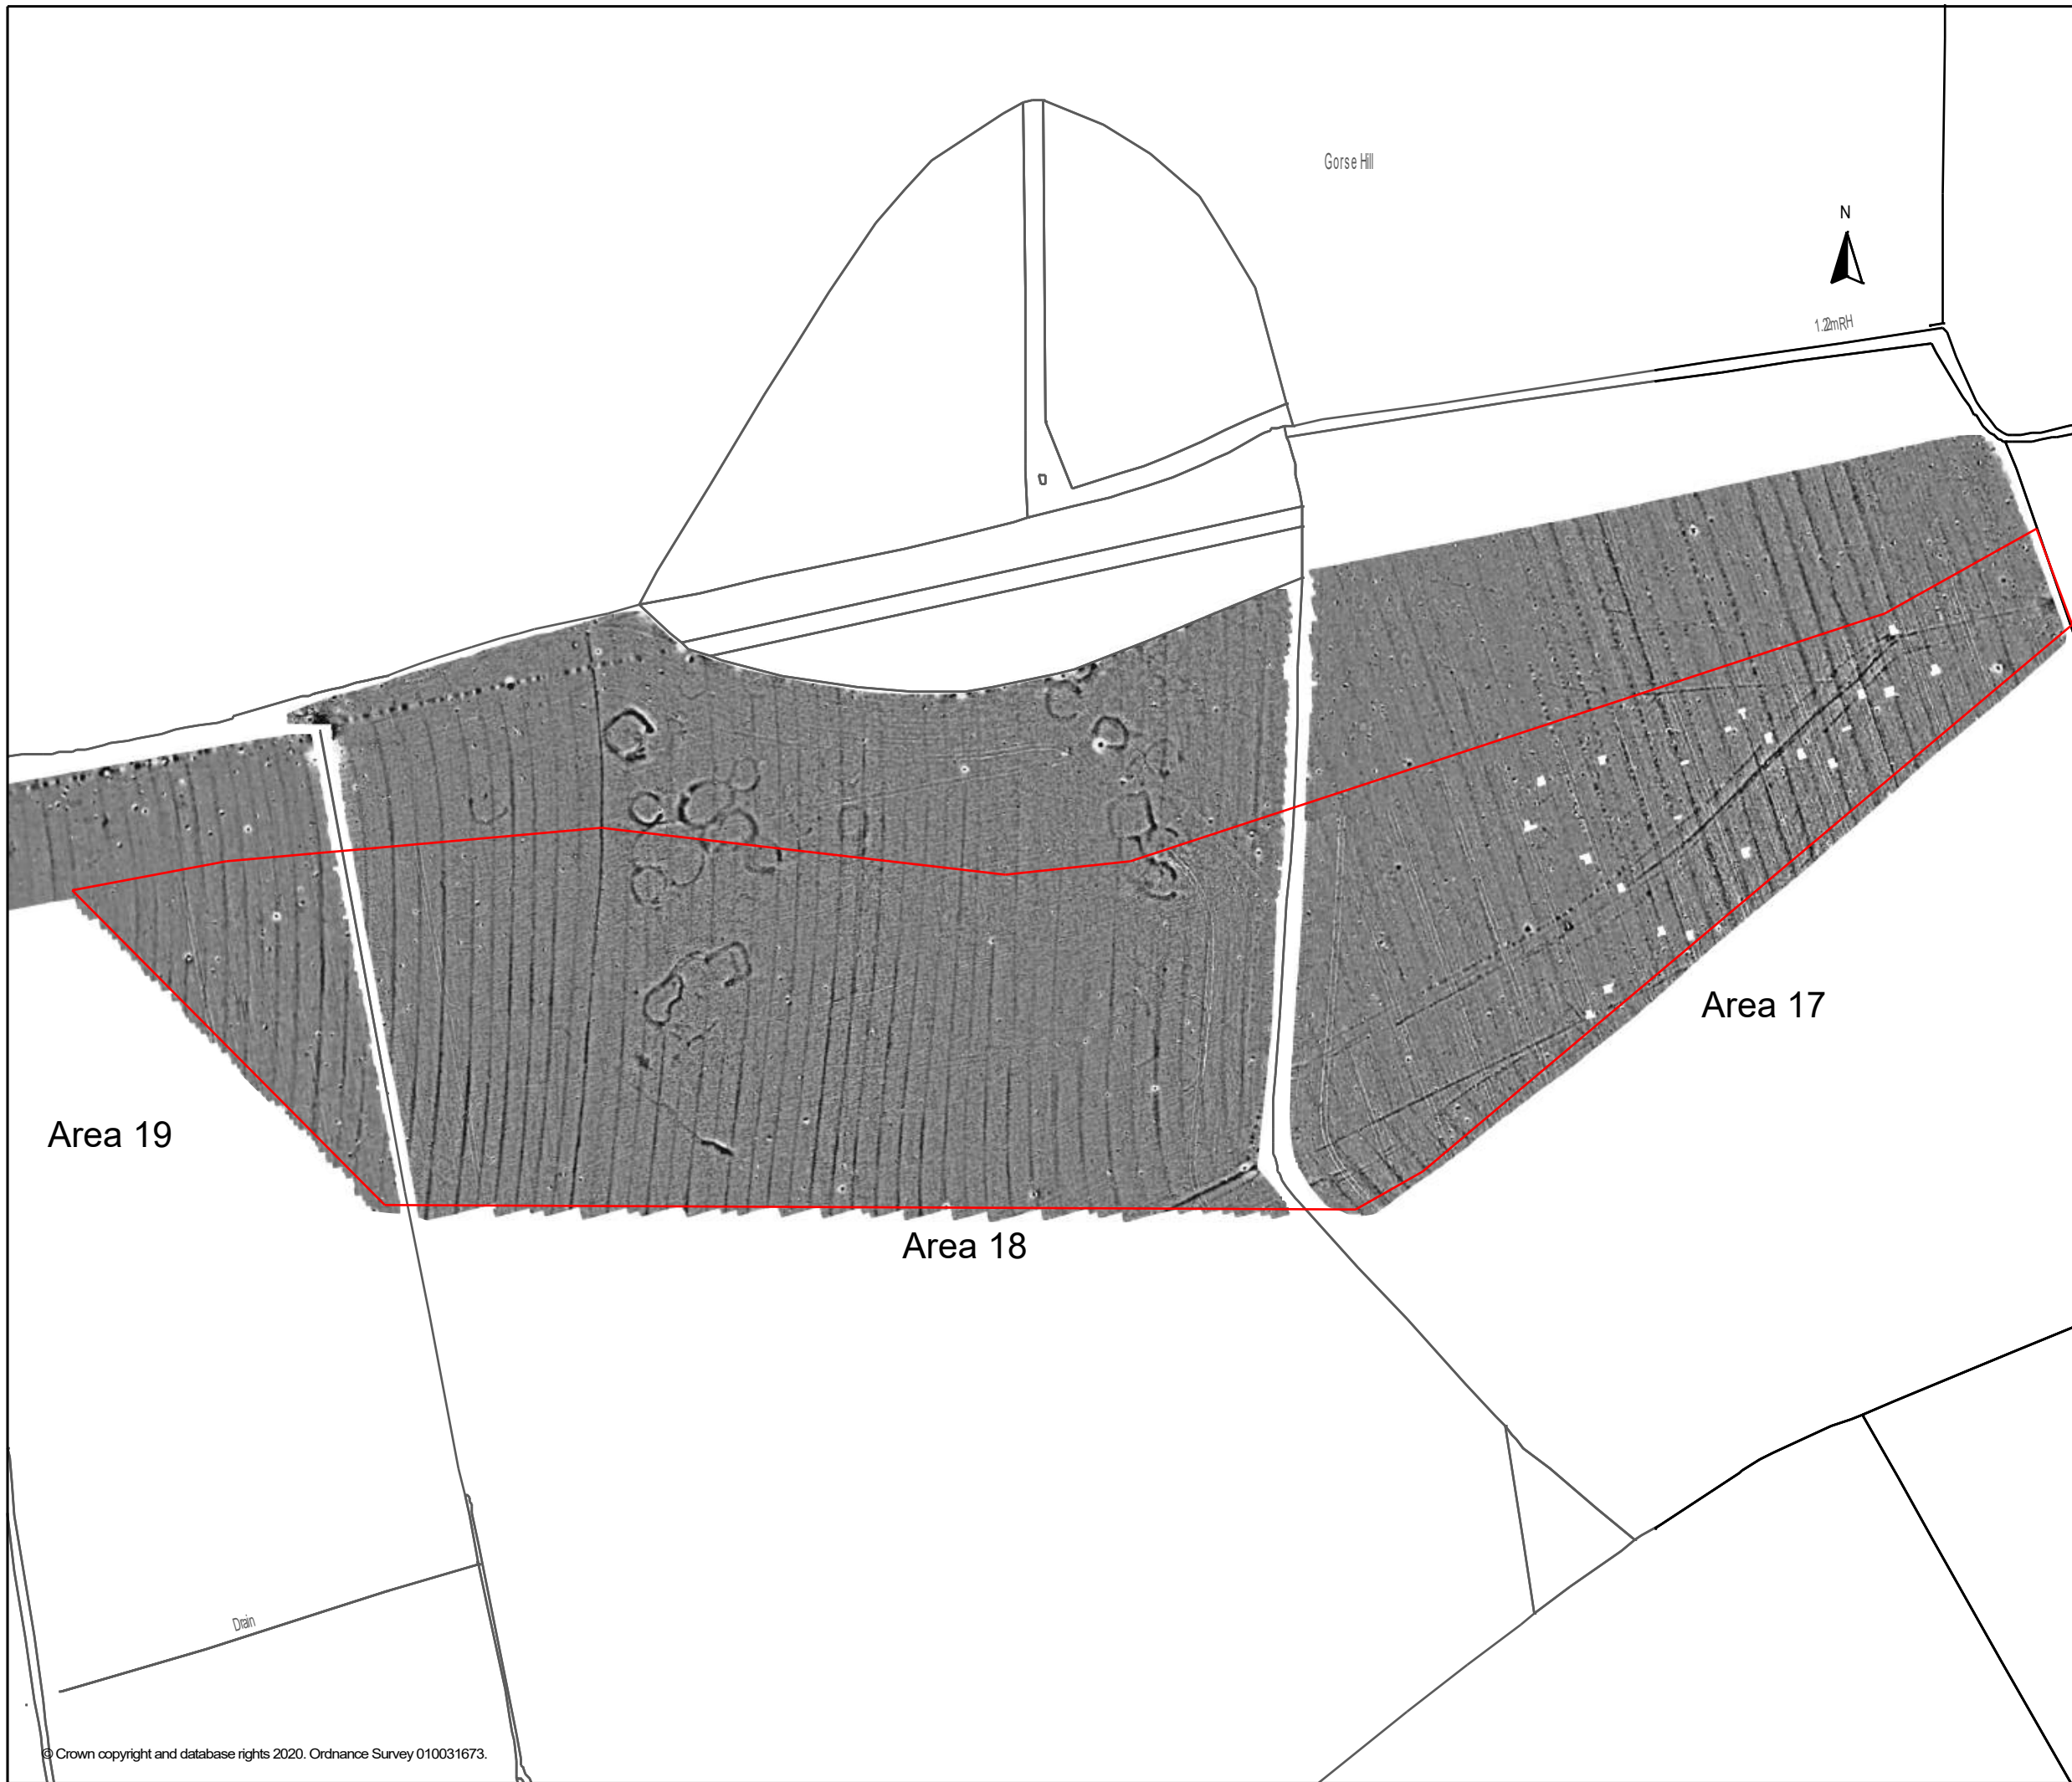 Gorse Hill
N
1.22mRH
Area 17
Area 19
Area 18
Drain
© Crown copyright and database rights 2020. Ordnance Survey 010031673.